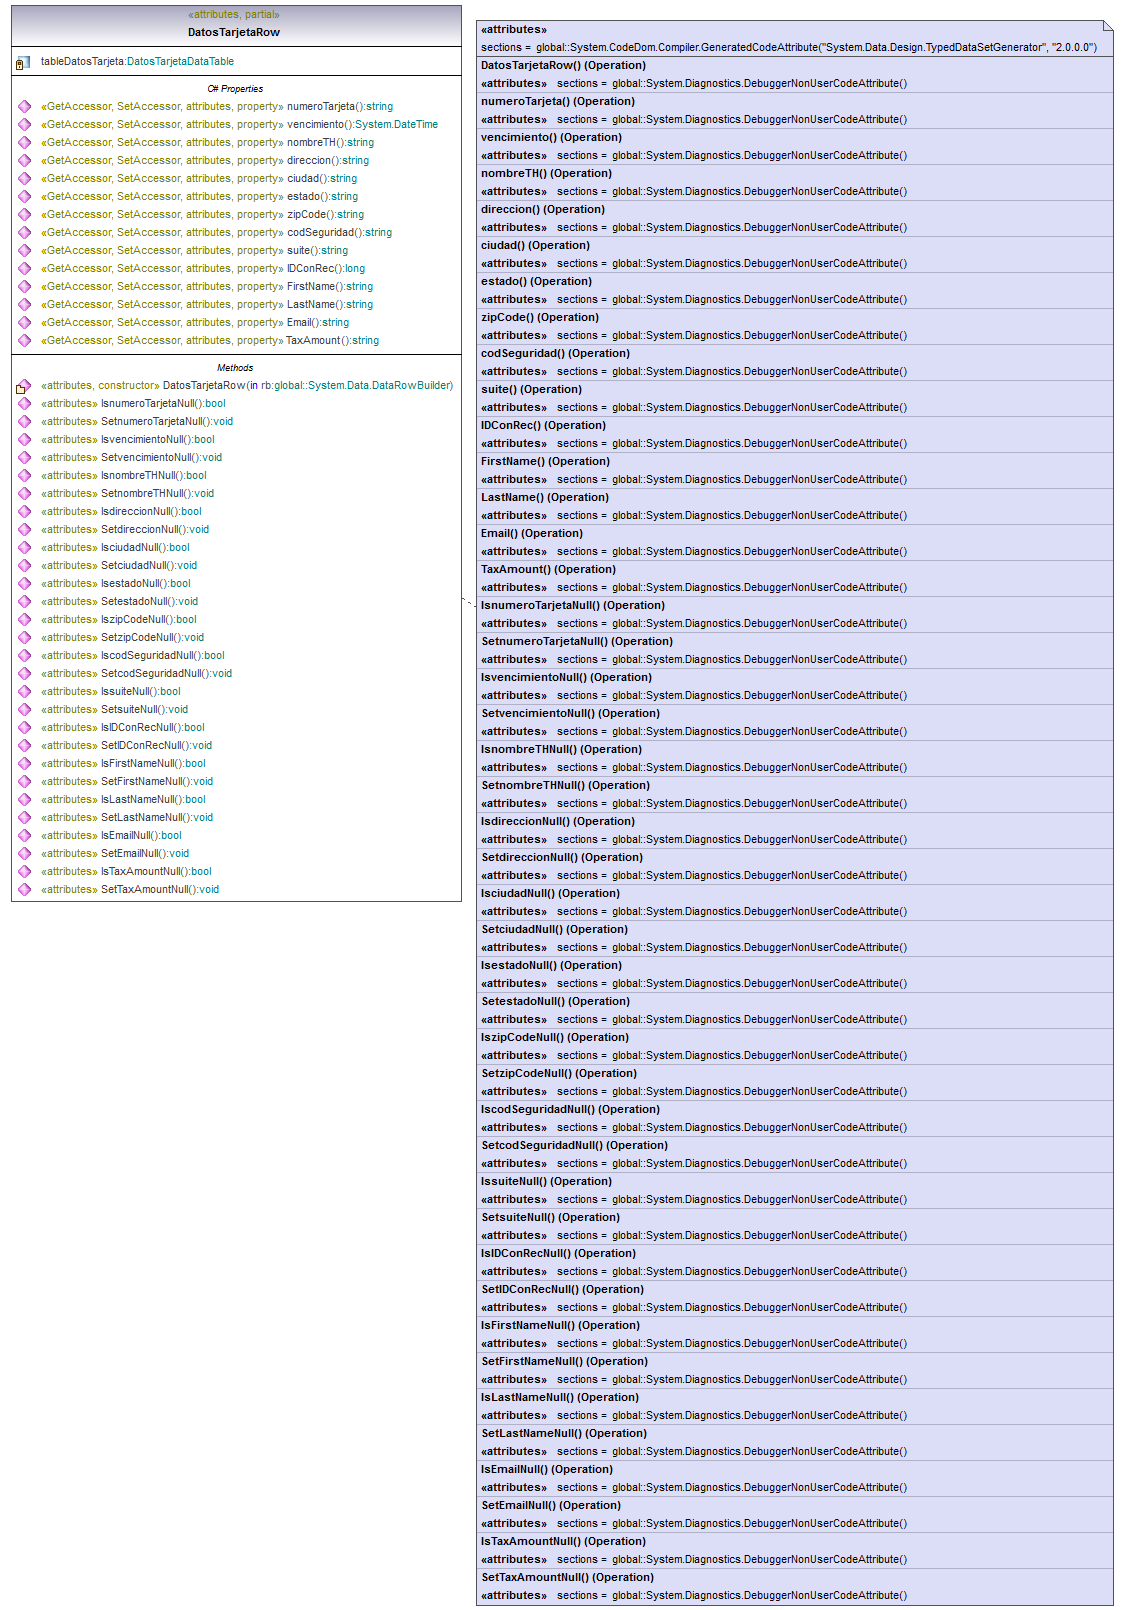 «attributes, partial»
DatosTarjetaRow
tableDatosTarjeta:DatosTarjetaDataTable
C# Properties
«GetAccessor, SetAccessor, attributes, property» numeroTarjeta():string
«GetAccessor, SetAccessor, attributes, property» vencimiento():System.DateTime
«GetAccessor, SetAccessor, attributes, property» nombreTH():string
«GetAccessor, SetAccessor, attributes, property» direccion():string
«GetAccessor, SetAccessor, attributes, property» ciudad():string
«GetAccessor, SetAccessor, attributes, property» estado():string
«GetAccessor, SetAccessor, attributes, property» zipCode():string
«GetAccessor, SetAccessor, attributes, property» codSeguridad():string
«GetAccessor, SetAccessor, attributes, property» suite():string
«GetAccessor, SetAccessor, attributes, property» IDConRec():long
«GetAccessor, SetAccessor, attributes, property» FirstName():string
«GetAccessor, SetAccessor, attributes, property» LastName():string
«GetAccessor, SetAccessor, attributes, property» Email():string
«GetAccessor, SetAccessor, attributes, property» TaxAmount():string
Methods
«attributes, constructor» DatosTarjetaRow(in rb:global::System.Data.DataRowBuilder)
«attributes» IsnumeroTarjetaNull():bool
«attributes» SetnumeroTarjetaNull():void
«attributes» IsvencimientoNull():bool
«attributes» SetvencimientoNull():void
«attributes» IsnombreTHNull():bool
«attributes» SetnombreTHNull():void
«attributes» IsdireccionNull():bool
«attributes» SetdireccionNull():void
«attributes» IsciudadNull():bool
«attributes» SetciudadNull():void
«attributes» IsestadoNull():bool
«attributes» SetestadoNull():void
«attributes» IszipCodeNull():bool
«attributes» SetzipCodeNull():void
«attributes» IscodSeguridadNull():bool
«attributes» SetcodSeguridadNull():void
«attributes» IssuiteNull():bool
«attributes» SetsuiteNull():void
«attributes» IsIDConRecNull():bool
«attributes» SetIDConRecNull():void
«attributes» IsFirstNameNull():bool
«attributes» SetFirstNameNull():void
«attributes» IsLastNameNull():bool
«attributes» SetLastNameNull():void
«attributes» IsEmailNull():bool
«attributes» SetEmailNull():void
«attributes» IsTaxAmountNull():bool
«attributes» SetTaxAmountNull():void
«attributes»
sections = global::System.CodeDom.Compiler.GeneratedCodeAttribute("System.Data.Design.TypedDataSetGenerator", "2.0.0.0")
DatosTarjetaRow() (Operation)
«attributes» sections = global::System.Diagnostics.DebuggerNonUserCodeAttribute()
numeroTarjeta() (Operation)
«attributes» sections = global::System.Diagnostics.DebuggerNonUserCodeAttribute()
vencimiento() (Operation)
«attributes» sections = global::System.Diagnostics.DebuggerNonUserCodeAttribute()
nombreTH() (Operation)
«attributes» sections = global::System.Diagnostics.DebuggerNonUserCodeAttribute()
direccion() (Operation)
«attributes» sections = global::System.Diagnostics.DebuggerNonUserCodeAttribute()
ciudad() (Operation)
«attributes» sections = global::System.Diagnostics.DebuggerNonUserCodeAttribute()
estado() (Operation)
«attributes» sections = global::System.Diagnostics.DebuggerNonUserCodeAttribute()
zipCode() (Operation)
«attributes» sections = global::System.Diagnostics.DebuggerNonUserCodeAttribute()
codSeguridad() (Operation)
«attributes» sections = global::System.Diagnostics.DebuggerNonUserCodeAttribute()
suite() (Operation)
«attributes» sections = global::System.Diagnostics.DebuggerNonUserCodeAttribute()
IDConRec() (Operation)
«attributes» sections = global::System.Diagnostics.DebuggerNonUserCodeAttribute()
FirstName() (Operation)
«attributes» sections = global::System.Diagnostics.DebuggerNonUserCodeAttribute()
LastName() (Operation)
«attributes» sections = global::System.Diagnostics.DebuggerNonUserCodeAttribute()
Email() (Operation)
«attributes» sections = global::System.Diagnostics.DebuggerNonUserCodeAttribute()
TaxAmount() (Operation)
«attributes» sections = global::System.Diagnostics.DebuggerNonUserCodeAttribute()
IsnumeroTarjetaNull() (Operation)
«attributes» sections = global::System.Diagnostics.DebuggerNonUserCodeAttribute()
SetnumeroTarjetaNull() (Operation)
«attributes» sections = global::System.Diagnostics.DebuggerNonUserCodeAttribute()
IsvencimientoNull() (Operation)
«attributes» sections = global::System.Diagnostics.DebuggerNonUserCodeAttribute()
SetvencimientoNull() (Operation)
«attributes» sections = global::System.Diagnostics.DebuggerNonUserCodeAttribute()
IsnombreTHNull() (Operation)
«attributes» sections = global::System.Diagnostics.DebuggerNonUserCodeAttribute()
SetnombreTHNull() (Operation)
«attributes» sections = global::System.Diagnostics.DebuggerNonUserCodeAttribute()
IsdireccionNull() (Operation)
«attributes» sections = global::System.Diagnostics.DebuggerNonUserCodeAttribute()
SetdireccionNull() (Operation)
«attributes» sections = global::System.Diagnostics.DebuggerNonUserCodeAttribute()
IsciudadNull() (Operation)
«attributes» sections = global::System.Diagnostics.DebuggerNonUserCodeAttribute()
SetciudadNull() (Operation)
«attributes» sections = global::System.Diagnostics.DebuggerNonUserCodeAttribute()
IsestadoNull() (Operation)
«attributes» sections = global::System.Diagnostics.DebuggerNonUserCodeAttribute()
SetestadoNull() (Operation)
«attributes» sections = global::System.Diagnostics.DebuggerNonUserCodeAttribute()
IszipCodeNull() (Operation)
«attributes» sections = global::System.Diagnostics.DebuggerNonUserCodeAttribute()
SetzipCodeNull() (Operation)
«attributes» sections = global::System.Diagnostics.DebuggerNonUserCodeAttribute()
IscodSeguridadNull() (Operation)
«attributes» sections = global::System.Diagnostics.DebuggerNonUserCodeAttribute()
SetcodSeguridadNull() (Operation)
«attributes» sections = global::System.Diagnostics.DebuggerNonUserCodeAttribute()
IssuiteNull() (Operation)
«attributes» sections = global::System.Diagnostics.DebuggerNonUserCodeAttribute()
SetsuiteNull() (Operation)
«attributes» sections = global::System.Diagnostics.DebuggerNonUserCodeAttribute()
IsIDConRecNull() (Operation)
«attributes» sections = global::System.Diagnostics.DebuggerNonUserCodeAttribute()
SetIDConRecNull() (Operation)
«attributes» sections = global::System.Diagnostics.DebuggerNonUserCodeAttribute()
IsFirstNameNull() (Operation)
«attributes» sections = global::System.Diagnostics.DebuggerNonUserCodeAttribute()
SetFirstNameNull() (Operation)
«attributes» sections = global::System.Diagnostics.DebuggerNonUserCodeAttribute()
IsLastNameNull() (Operation)
«attributes» sections = global::System.Diagnostics.DebuggerNonUserCodeAttribute()
SetLastNameNull() (Operation)
«attributes» sections = global::System.Diagnostics.DebuggerNonUserCodeAttribute()
IsEmailNull() (Operation)
«attributes» sections = global::System.Diagnostics.DebuggerNonUserCodeAttribute()
SetEmailNull() (Operation)
«attributes» sections = global::System.Diagnostics.DebuggerNonUserCodeAttribute()
IsTaxAmountNull() (Operation)
«attributes» sections = global::System.Diagnostics.DebuggerNonUserCodeAttribute()
SetTaxAmountNull() (Operation)
«attributes» sections = global::System.Diagnostics.DebuggerNonUserCodeAttribute()